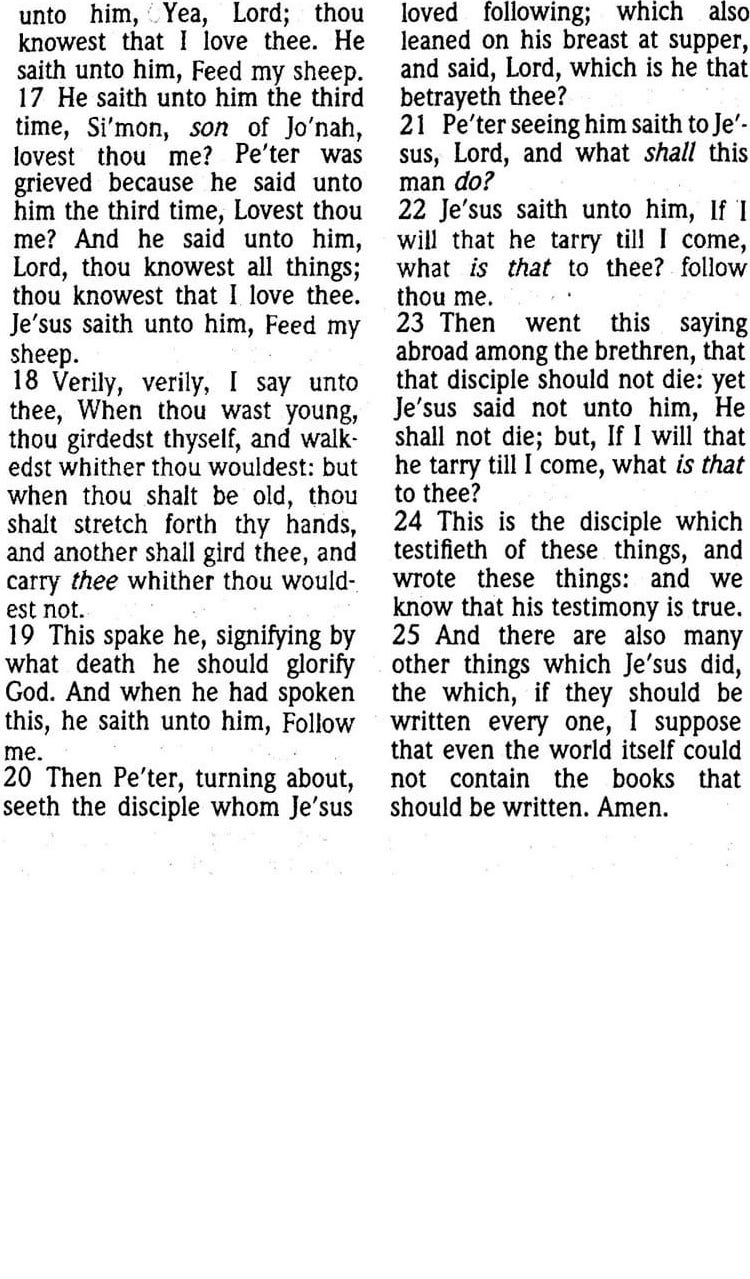 unto him, Yea, Lord; thou
knowest that I love thee. He
saith unto him, Feed my sheep.
17 He saith unto him the third
time, Si'mon, son of Jo'nah,
lovest thou me? Pe'ter was
grieved because he said unto
him the third time, Lovest thou
me? And he said unto him,
Lord, thou knowest all things;
thou knowest that I love thee.
Je'sus saith unto him, Feed my
sheep.
18 Verily, verily, I say unto
thee, When thou wast young,
thou girdedst thyself, and walk-
edst whither thou wouldest: but
when thou shalt be old, thou
shalt stretch forth thy hands,
and another shall gird thee, and
carry thee whither thou would-
est not.
19 This spake he, signifying by
what death he should glorify
God. And when he had spoken
this, he saith unto him, Follow
me.
20 Then Pe'ter, turning about,
seeth the disciple whom Je'sus
loved following; which also
leaned on his breast at supper,
and said, Lord, which is he that
betrayeth thee?
21 Pe'ter seeing him saith to Je'-
sus, Lord, and what shall this
man do?
22 Je'sus saith unto him, If I
will that he tarry till I come,
what is that to thee? follow
thou me.
23 Then went this saying
abroad among the brethren, that
that disciple should not die: yet
Je'sus said not unto him, He
shall not die; but, If I will that
he tarry till I come, what is that
to thee?
24 This is the disciple which
testifieth of these things, and
wrote these things: and we
know that his testimony is true.
25 And there are also many
other things which Je'sus did,
the which, if they should be
written every one, I suppose
that even the world itself could
not contain the books that
should be written. Amen.